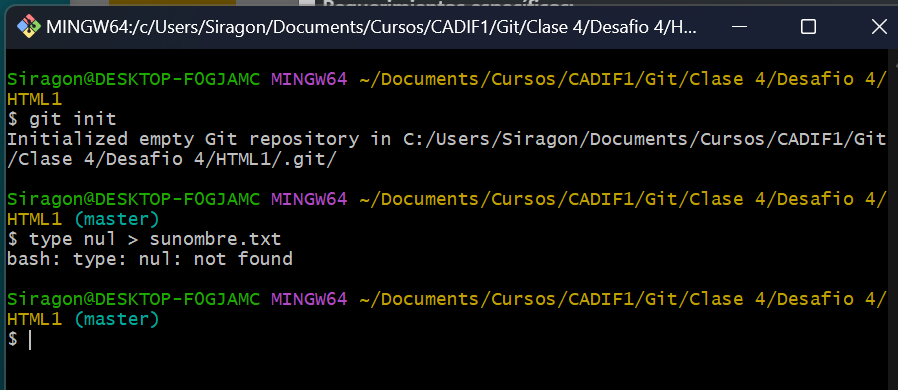 Requerimientos específicos:
MINGW64:/c/Users/Siragon/Documents/Cursos/CADIF1/Git/Clase 4/Desafio 4/H...
Siragon@DESKTOP-F0GJAMC MINGW64 ~/Documents/Cursos/CADIF1/Git/Clase 4/Desafio 4/
HTML1
$ git init
Initialized empty Git repository in C:/Users/Siragon/Documents/Cursos/CADIF1/Git
/Clase 4/Desafio 4/HTML1/.git/
Siragon@DESKTOP-F0GJAMC MINGW64 ~/Documents/Cursos/CADIF1/Git/Clase 4/Desafio 4/
HTML1 (master)
$ type nul > sunombre.txt
bash: type: nul: not found
Siragon@DESKTOP-F0GJAMC MINGW64 ~/Documents/Cursos/CADIF1/Git/Clase 4/Desafio 4/
HTML1 (master)
$